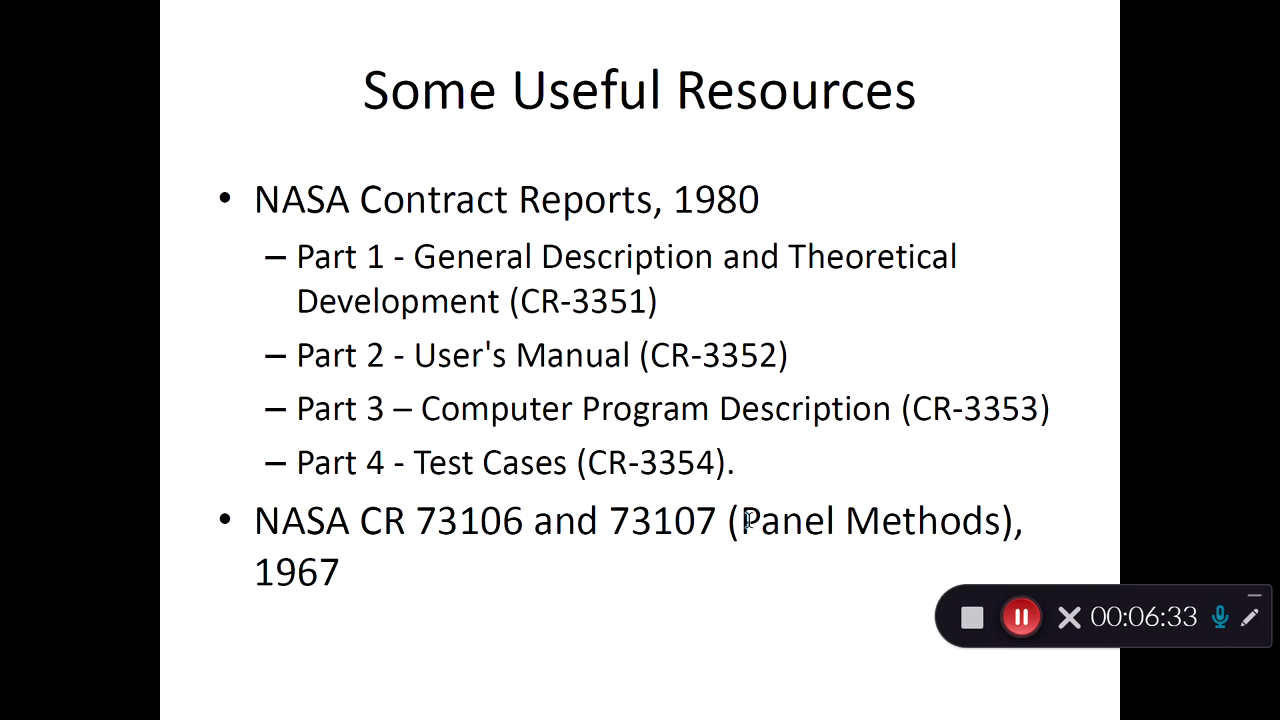 Some Useful Resources
• NASA Contract Reports, 1980
– Part 1 - General Description and Theoretical
Development (CR-3351)
– Part 2 - User's Manual (CR-3352)
– Part 3 – Computer Program Description (CR-3353)
– Part 4 - Test Cases (CR-3354).
• NASA CR 73106 and 73107 (Panel Methods),
1967
00:06:33